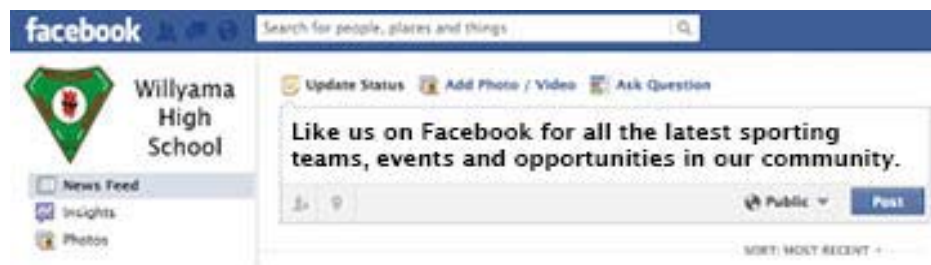 facebook
Search for people, places and things
Willyama
High
School
Update Status Add Photo / Video Ask Question
Like us on Facebook for all the latest sporting
teams, events and opportunities in our community.
News Feed
Insights
Photos
Public Post
SORT: MOST RECENT